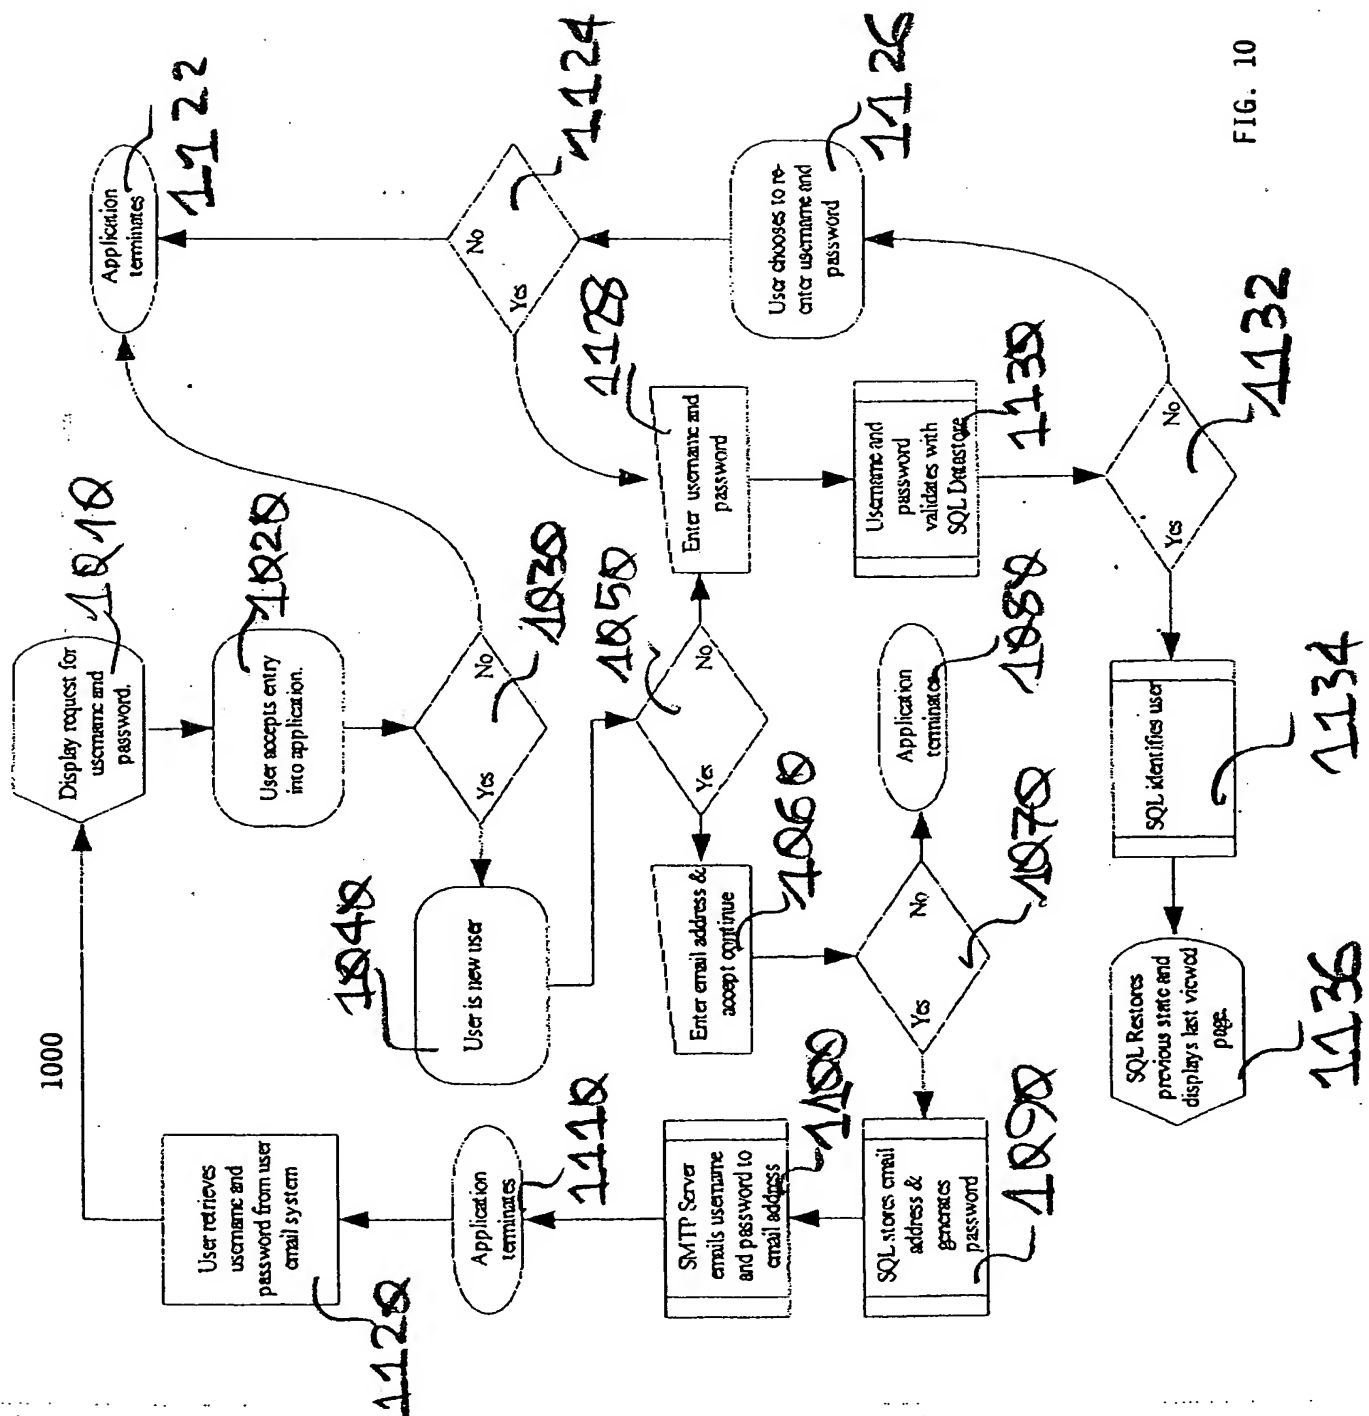 1000
Display request for
username and
password.
1010
User accepts entry
into application.
1020
No
Yes
1030
Application
terminates
1122
User is new user
1040
No
Yes
1050
Enter email address &
accept continue
1060
No
Yes
1070
Application
terminates
1080
SQL stores email
address &
generates
password
1090
SMTP Server
emails username
and password to
email address
1100
Application
terminates
1110
User retrieves
username and
password from user
email system
1120
No
Yes
1124
User chooses to re-
enter username and
password
1126
Enter username and
password
1128
Username and
password
validates with
SQL Datastore
1130
No
Yes
1132
SQL identifies user
1134
SQL Restores
previous state and
displays last viewed
page.
1136
FIG. 10